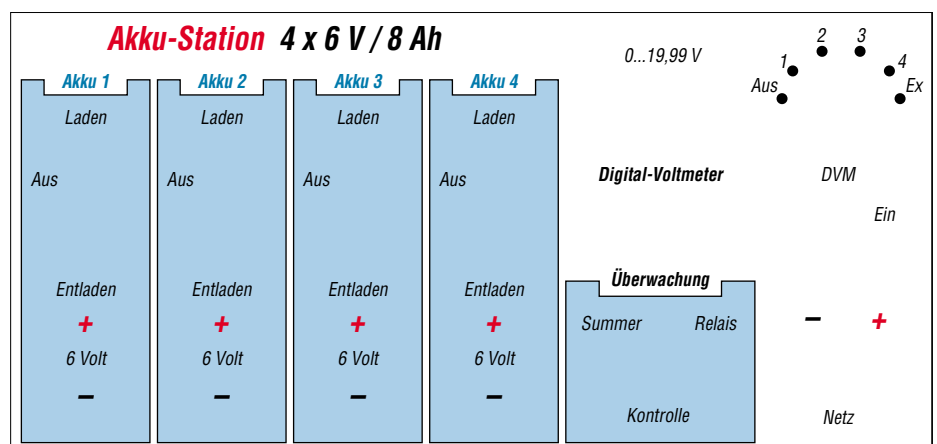 Akku-Station 4 x 6 V / 8 Ah
Akku 1
Laden
Aus
Entladen
+
6 Volt
–
Akku 2
Laden
Aus
Entladen
+
6 Volt
–
Akku 3
Laden
Aus
Entladen
+
6 Volt
–
Akku 4
Laden
Aus
Entladen
+
6 Volt
–
0...19,99 V
Digital-Voltmeter
Aus 1 2 3 4 Ex
DVM
Ein
Überwachung
Summer Relais
Kontrolle
– +
Netz